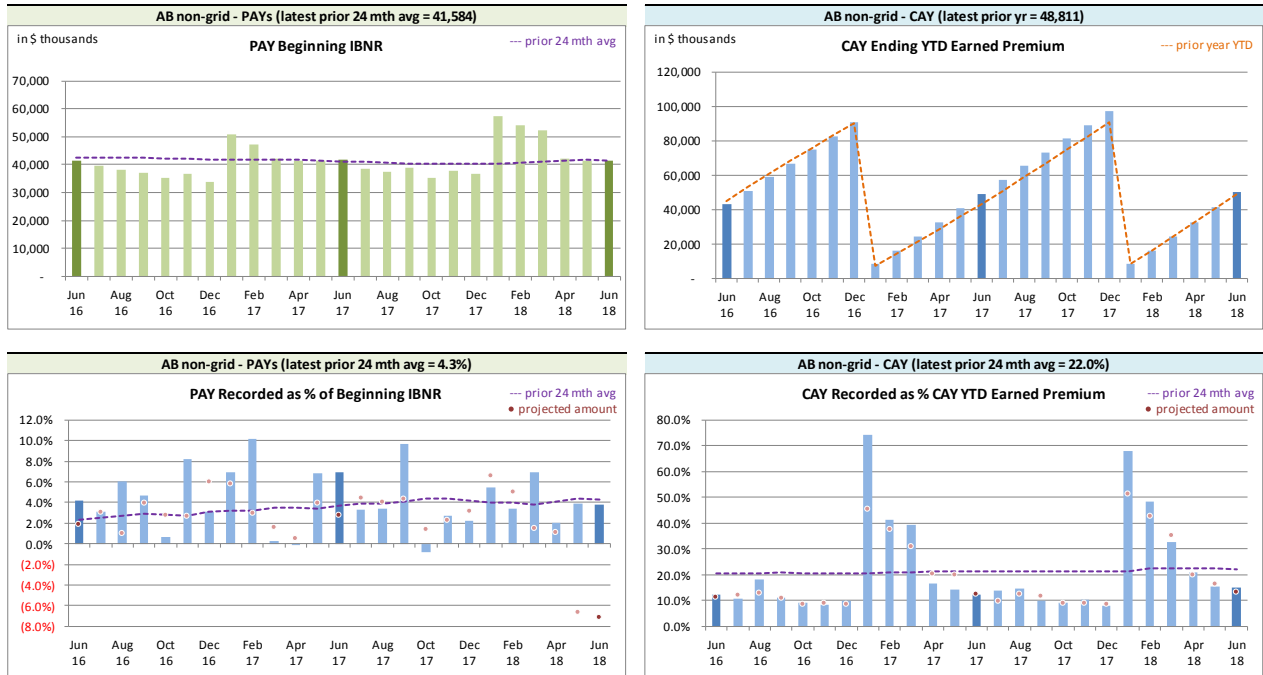 AB non-grid - PAYs (latest prior 24 mth avg = 41,584)
in $ thousands
PAY Beginning IBNR
--- prior 24 mth avg
70,000
60,000
50,000
40,000
30,000
20,000
10,000
-
Jun Aug Oct Dec Feb Apr Jun Aug Oct Dec Feb Apr Jun
16 16 16 16 17 17 17 17 17 17 18 18 18
AB non-grid - CAY (latest prior yr = 48,811)
in $ thousands
CAY Ending YTD Earned Premium
--- prior year YTD
120,000
100,000
80,000
60,000
40,000
20,000
-
Jun Aug Oct Dec Feb Apr Jun Aug Oct Dec Feb Apr Jun
16 16 16 16 17 17 17 17 17 17 18 18 18
AB non-grid - PAYs (latest prior 24 mth avg = 4.3%)
PAY Recorded as % of Beginning IBNR
--- prior 24 mth avg
projected amount
12.0%
10.0%
8.0%
6.0%
4.0%
2.0%
0.0%
(2.0%)
(4.0%)
(6.0%)
(8.0%)
Jun Aug Oct Dec Feb Apr Jun Aug Oct Dec Feb Apr Jun
16 16 16 16 17 17 17 17 17 17 18 18 18
AB non-grid - CAY (latest prior 24 mth avg = 22.0%)
CAY Recorded as % CAY YTD Earned Premium
--- prior 24 mth avg
projected amount
80.0%
70.0%
60.0%
50.0%
40.0%
30.0%
20.0%
10.0%
0.0%
Jun Aug Oct Dec Feb Apr Jun Aug Oct Dec Feb Apr Jun
16 16 16 16 17 17 17 17 17 17 18 18 18